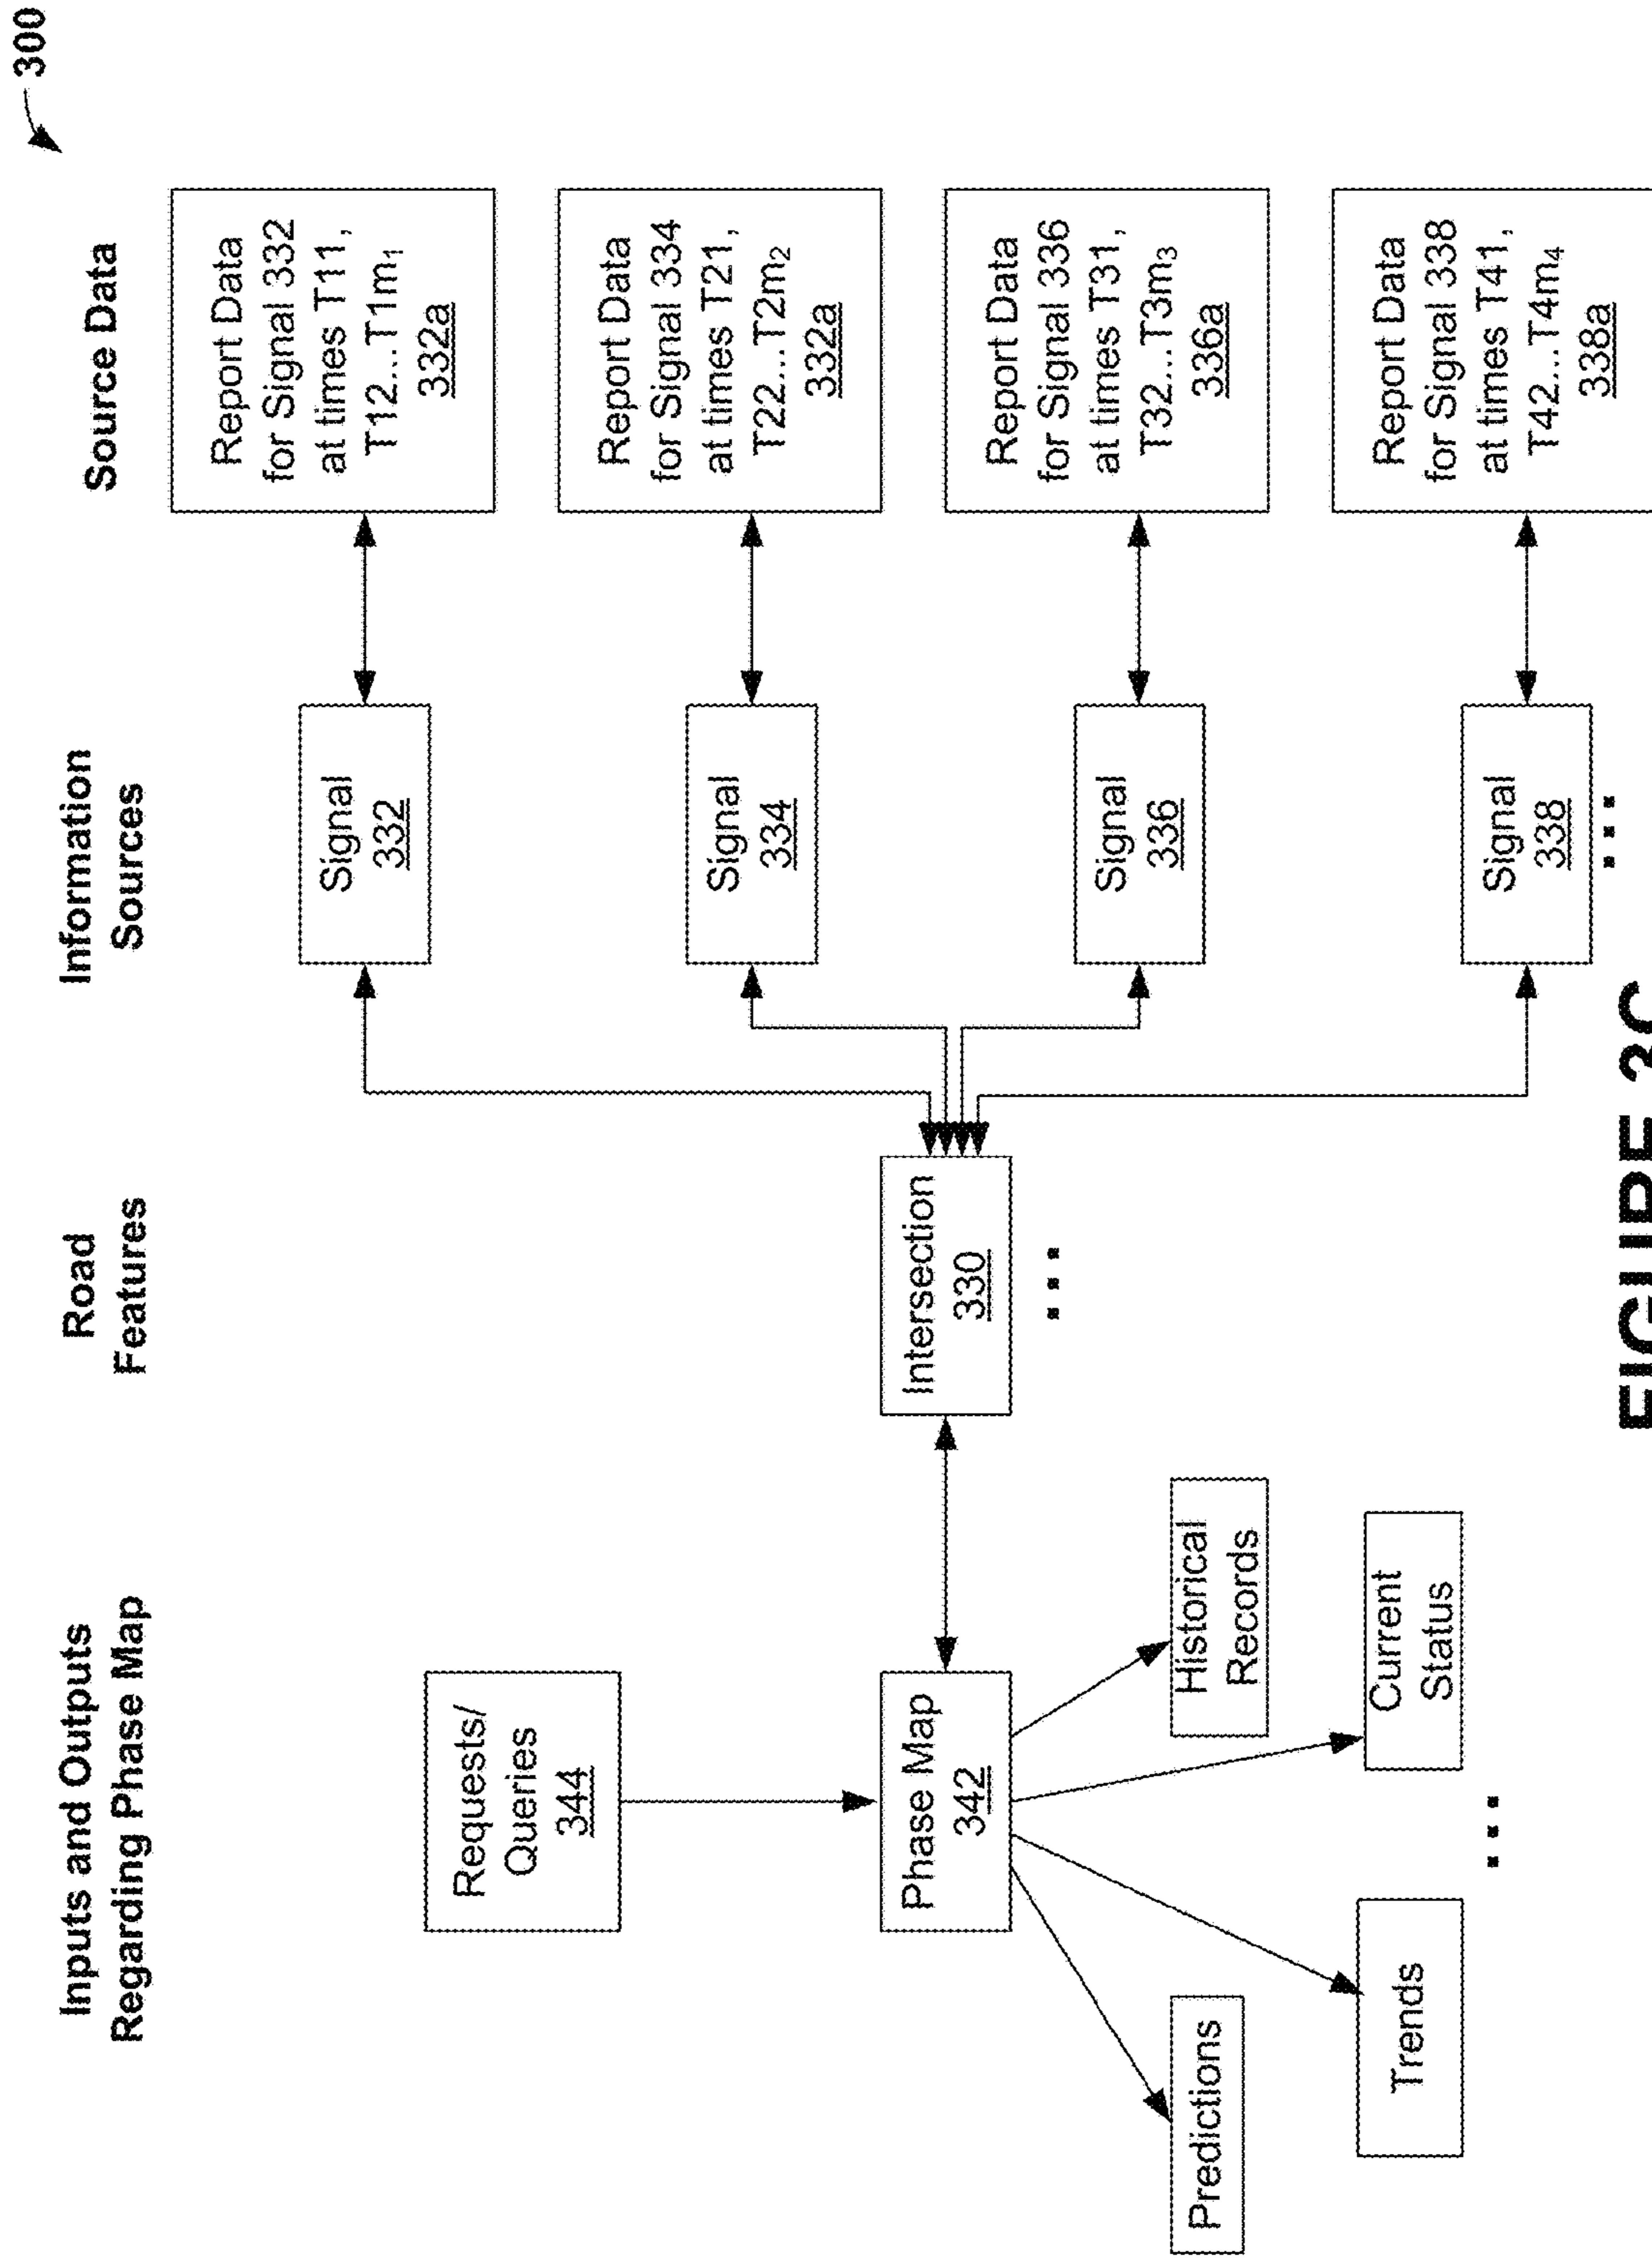 300
Inputs and Outputs
Regarding Phase Map
Road
Features
Information
Sources
Source Data
Requests/
Queries
344
Phase Map
342
Predictions
Trends
Current
Status
Historical
Records
Intersection
330
Signal
332
Signal
334
Signal
336
Signal
338
Report Data
for Signal 332
at times T11,
T12...T1m₁
332a
Report Data
for Signal 334
at times T21,
T22...T2m₂
332a
Report Data
for Signal 336
at times T31,
T32...T3m₃
336a
Report Data
for Signal 338
at times T41,
T42...T4m₄
338a
FIGURE